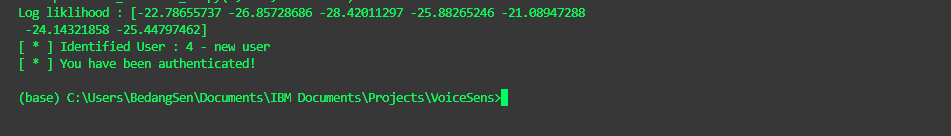 Log liklihood : [-22.78655737 -26.85728686 -28.42011297 -25.88265246 -21.08947288
-24.14321858 -25.44797462]
[ * ] Identified User : 4 - new user
[ * ] You have been authenticated!
(base) C:\Users\BedangSen\Documents\IBM Documents\Projects\VoiceSens>